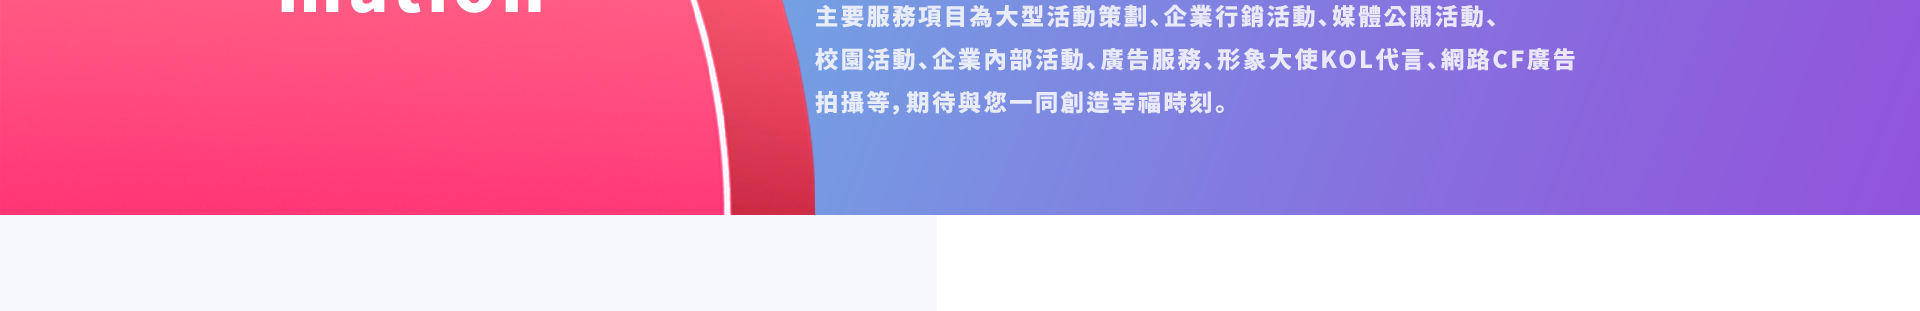 mation
主要服務項目為大型活動策劃、企業行銷活動、媒體公關活動、
校園活動、企業內部活動、廣告服務、形象大使KOL代言、網路CF廣告
拍攝等，期待與您一同創造幸福時刻。